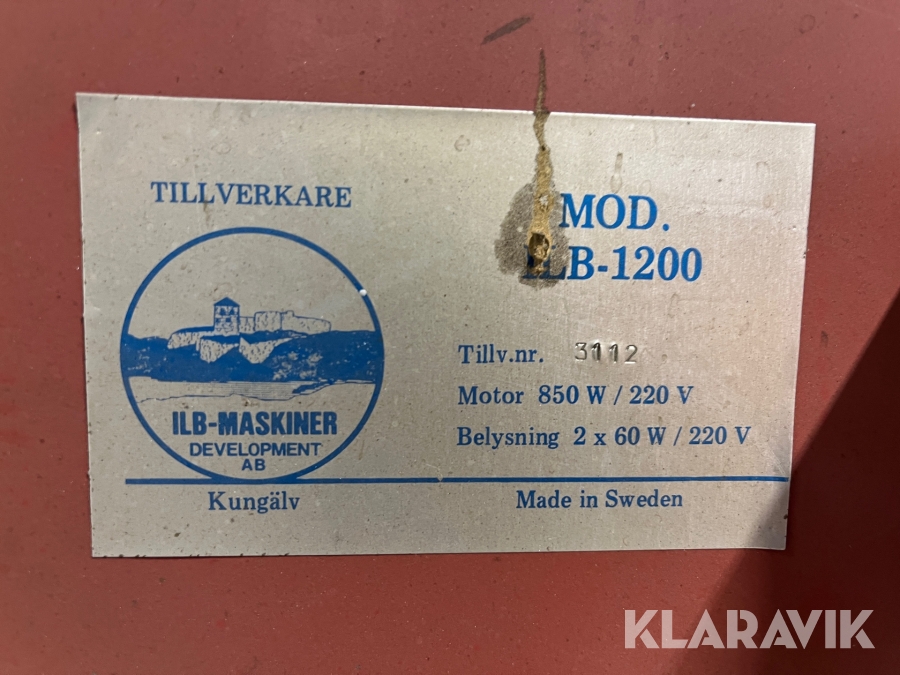 TILLVERKARE
ILB-MASKINER
DEVELOPMENT
AB
Kungälv
MOD.
ILB-1200
Tillv.nr. 3112
Motor 850 W / 220 V
Belysning 2 x 60 W / 220 V
Made in Sweden
KLARAVIK